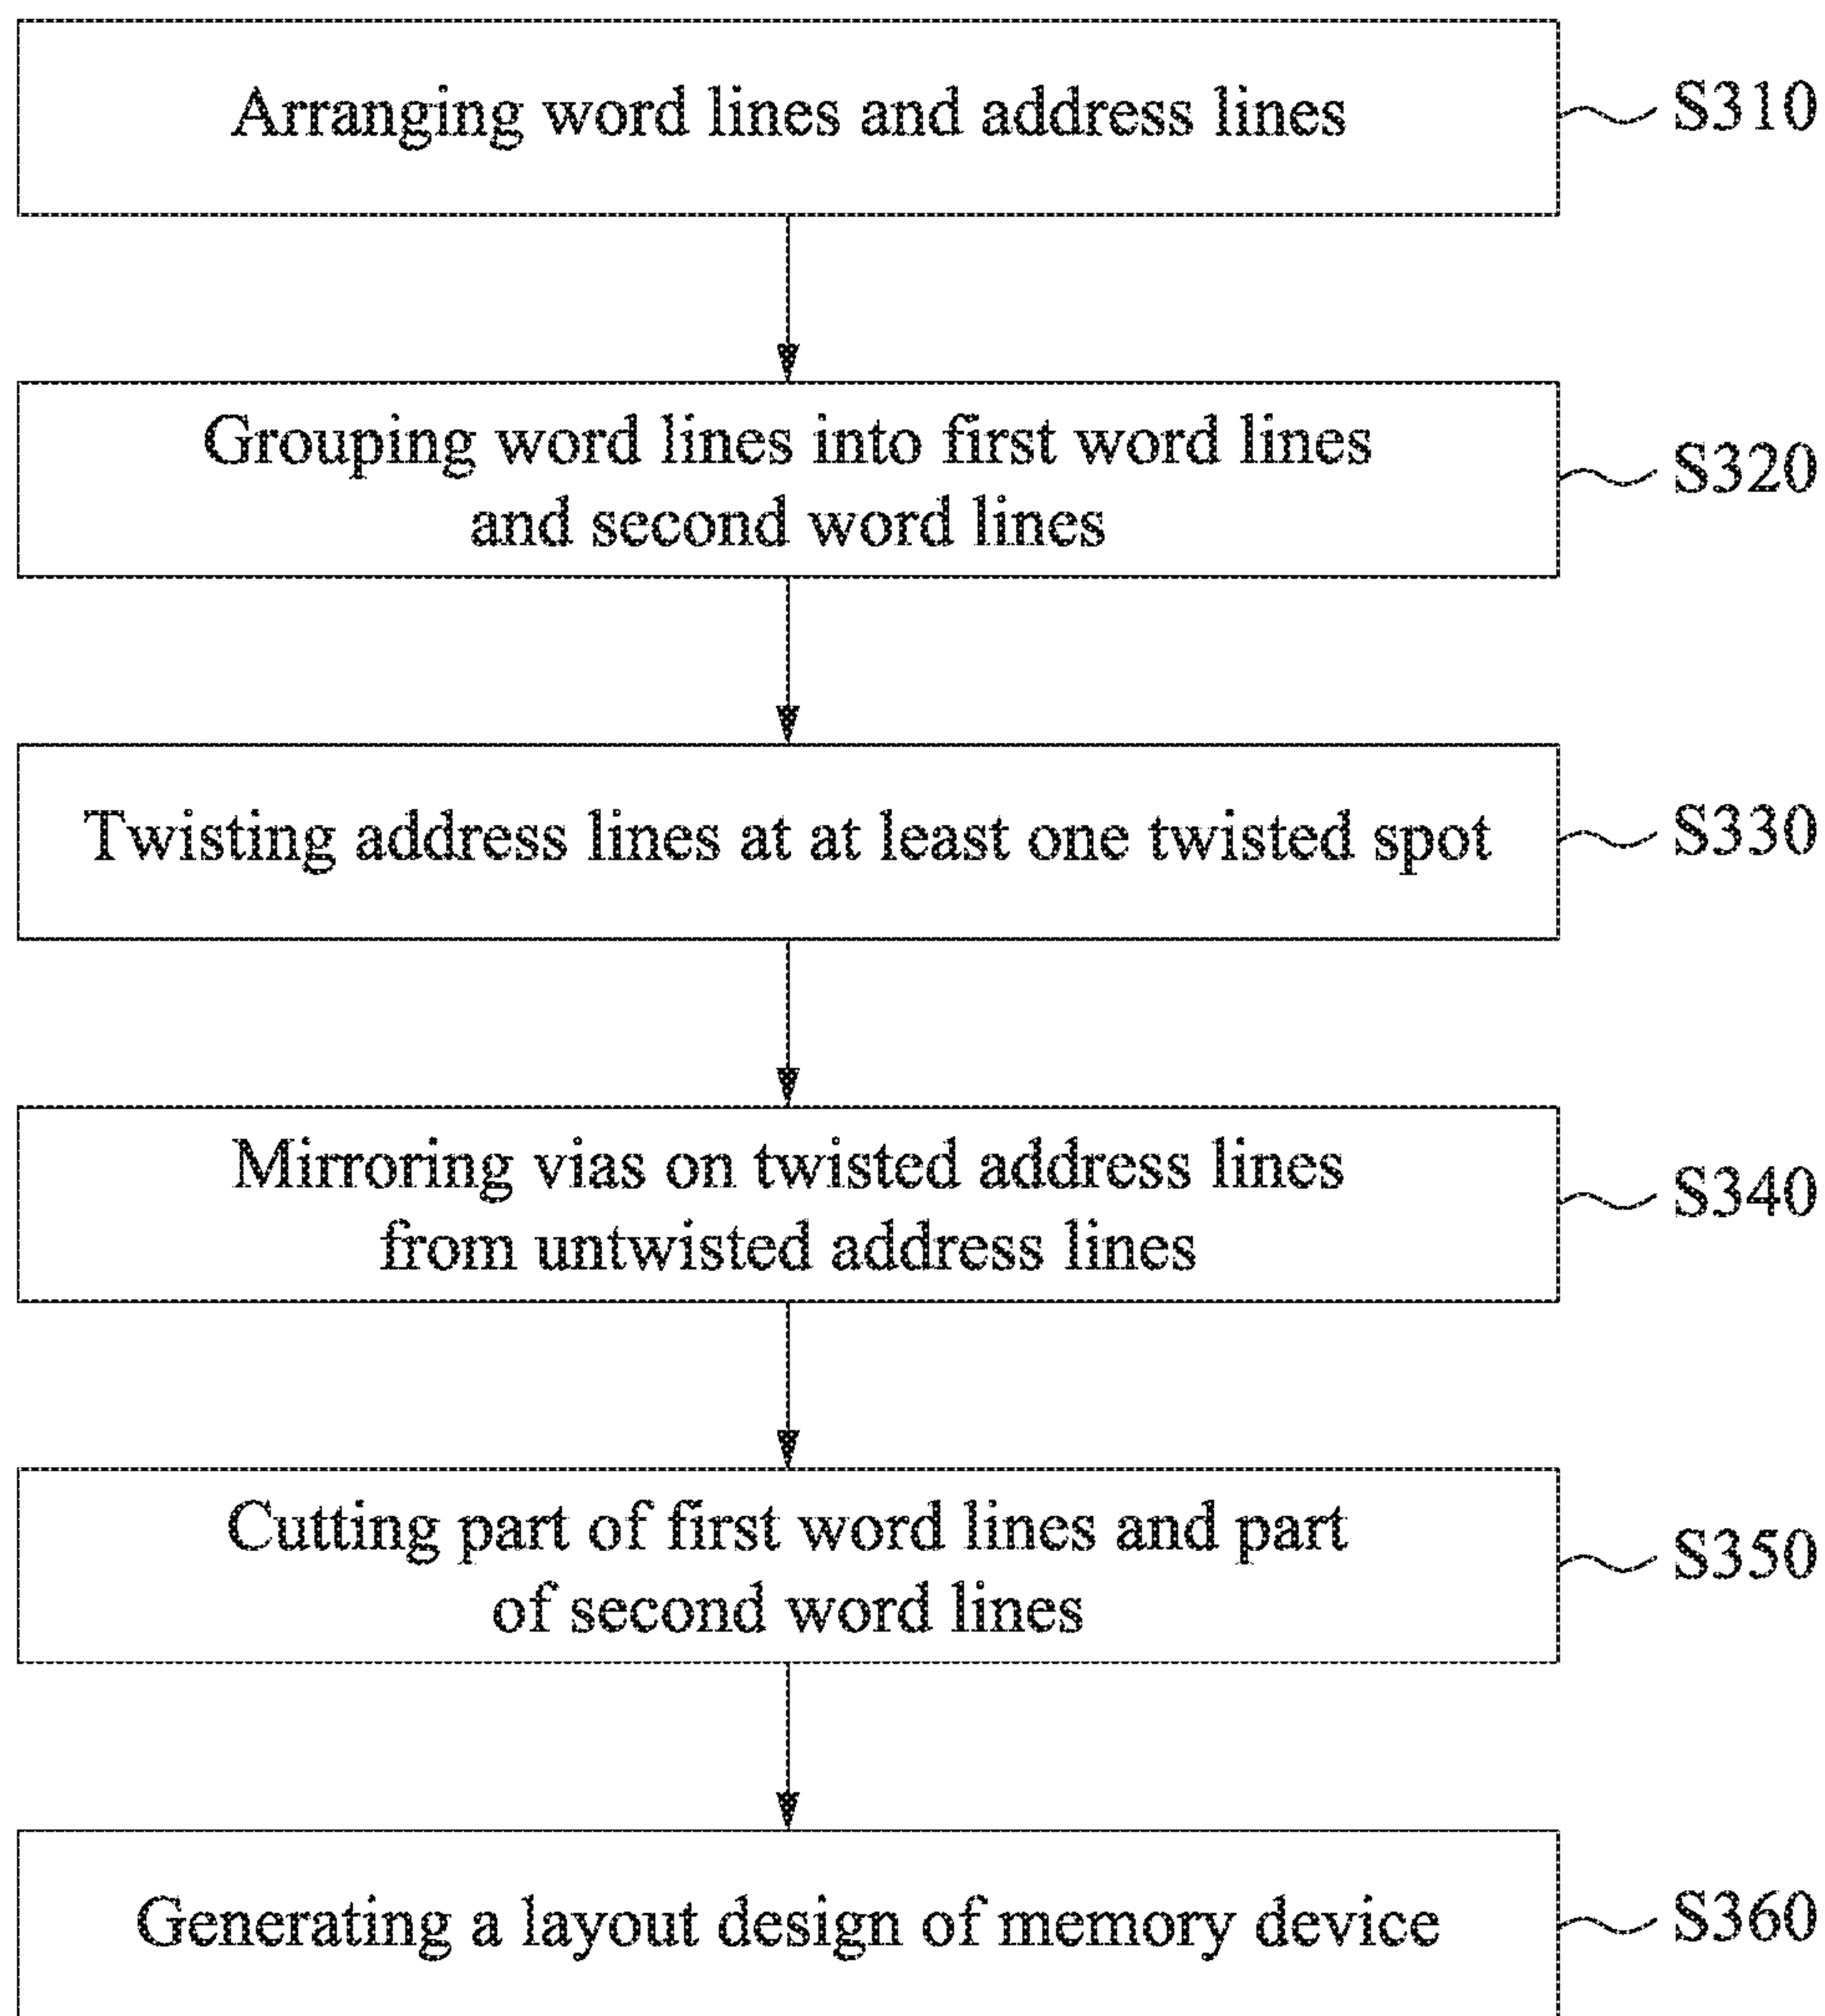 Arranging word lines and address lines
S310
Grouping word lines into first word lines
and second word lines
S320
Twisting address lines at at least one twisted spot
S330
Mirroring vias on twisted address lines
from untwisted address lines
S340
Cutting part of first word lines and part
of second word lines
S350
Generating a layout design of memory device
S360